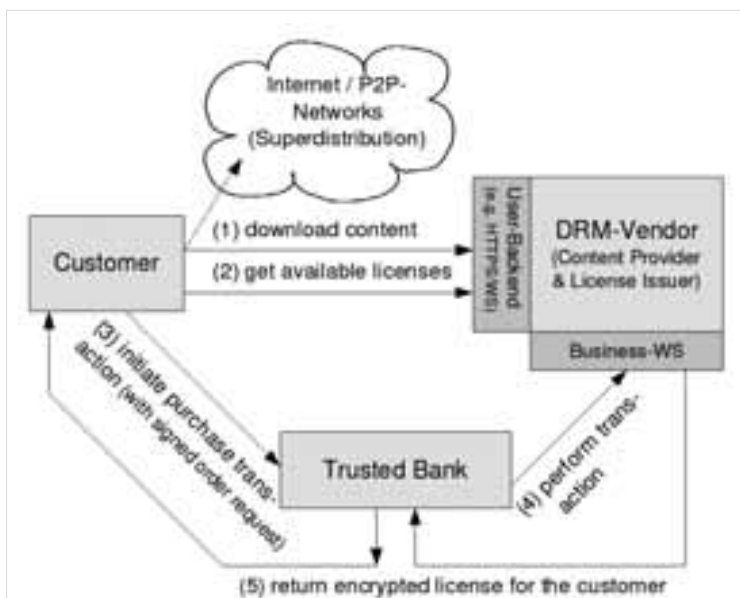 Internet / P2P-
Networks
(Superdistribution)
Customer
(1) download content
(2) get available licenses
User-Backend
(e.g. HTTPS/WS)
DRM-Vendor
(Content Provider
& License Issuer)
Business-WS
(3) initiate purchase trans-
action (with signed order request)
Trusted Bank
(4) perform trans-
action
(5) return encrypted license for the customer